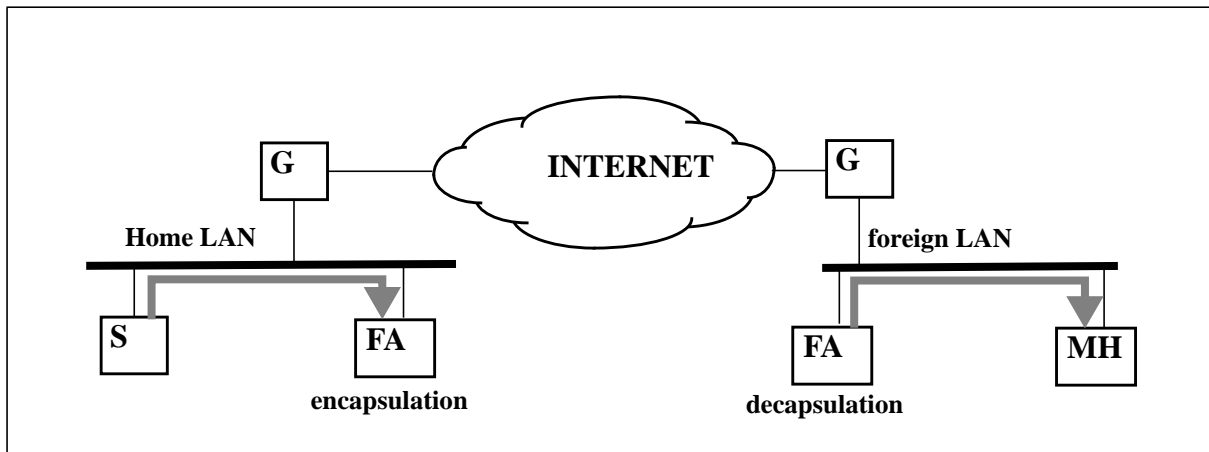 INTERNET
G
G
Home LAN
foreign LAN
S
FA
FA
MH
encapsulation
decapsulation